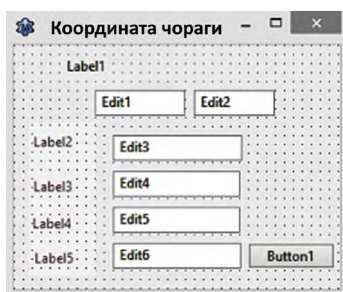 Координата чораги
Label1
Edit1 Edit2
Label2 Edit3
Label3 Edit4
Label4 Edit5
Label5 Edit6 Button1